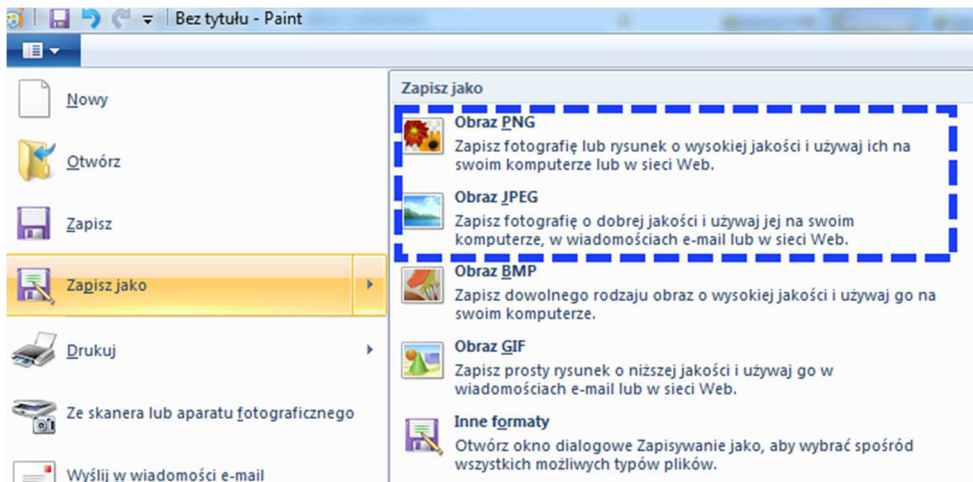 Bez tytułu - Paint
Nowy
Otwórz
Zapisz
Zapisz jako
Drukuj
Ze skanera lub aparatu fotograficznego
Wyślij w wiadomości e-mail
Zapisz jako
Obraz PNG
Zapisz fotografię lub rysunek o wysokiej jakości i używaj ich na
swoim komputerze lub w sieci Web.
Obraz JPEG
Zapisz fotografię o dobrej jakości i używaj jej na swoim
komputerze, w wiadomościach e-mail lub w sieci Web.
Obraz BMP
Zapisz dowolnego rodzaju obraz o wysokiej jakości i używaj go na
swoim komputerze.
Obraz GIF
Zapisz prosty rysunek o niższej jakości i używaj go w
wiadomościach e-mail lub w sieci Web.
Inne formaty
Otwórz okno dialogowe Zapisywanie jako, aby wybrać spośród
wszystkich możliwych typów plików.